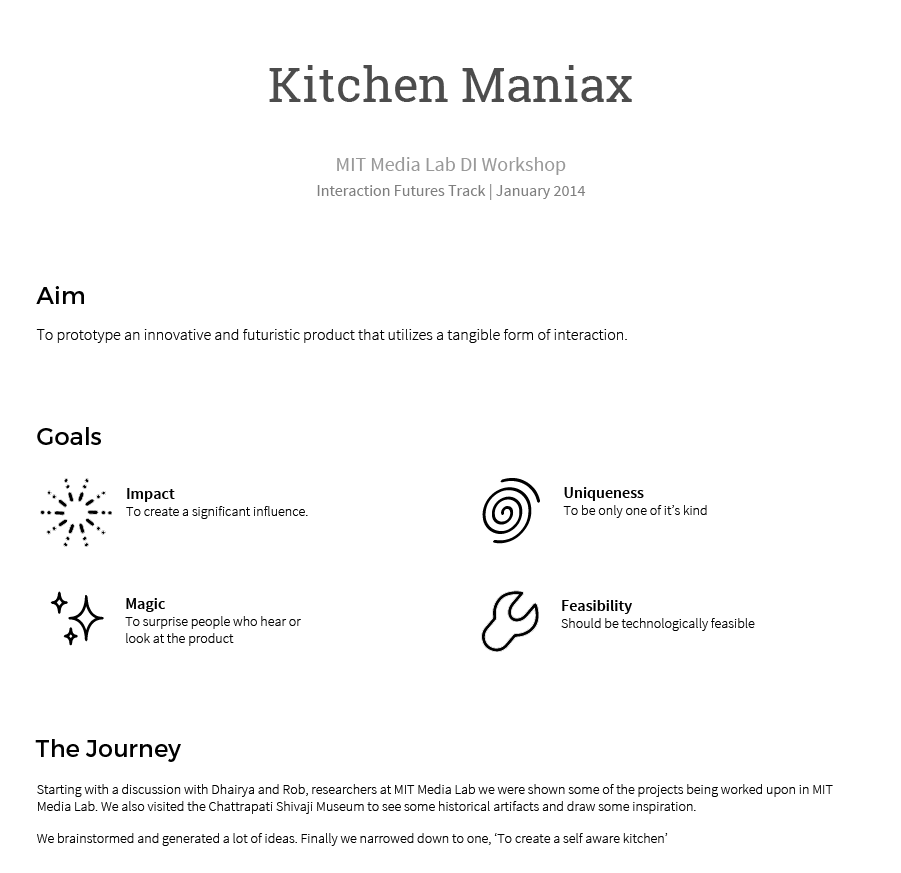 Kitchen Maniax
MIT Media Lab DI Workshop
Interaction Futures Track | January 2014
Aim
To prototype an innovative and futuristic product that utilizes a tangible form of interaction.
Goals
Impact
To create a significant influence.
Uniqueness
To be only one of it's kind
Magic
To surprise people who hear or
look at the product
Feasibility
Should be technologically feasible
The Journey
Starting with a discussion with Dhairya and Rob, researchers at MIT Media Lab we were shown some of the projects being worked upon in MIT
Media Lab. We also visited the Chattrapati Shivaji Museum to see some historical artifacts and draw some inspiration.
We brainstormed and generated a lot of ideas. Finally we narrowed down to one, ‘To create a self aware kitchen’